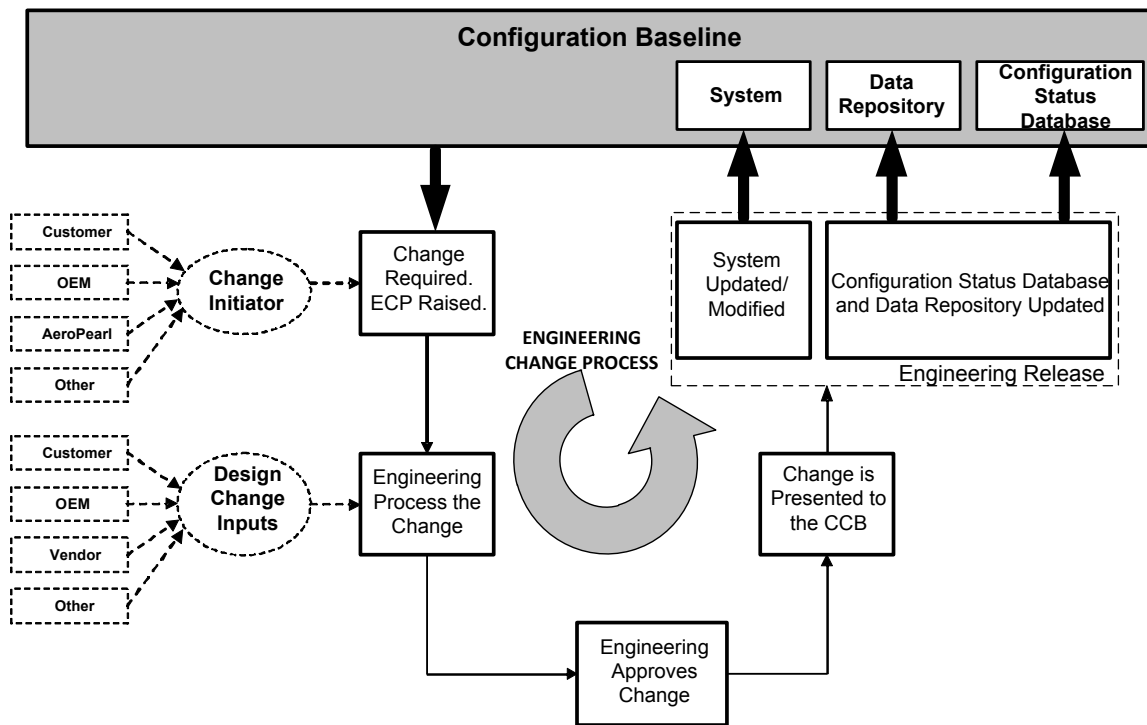 Configuration Baseline
System
Data
Repository
Configuration
Status
Database
Customer
OEM
AeroPearl
Other
Change
Initiator
Change
Required.
ECP Raised.
System
Updated/
Modified
Configuration Status Database
and Data Repository Updated
Engineering Release
ENGINEERING
CHANGE PROCESS
Customer
OEM
Vendor
Other
Design
Change
Inputs
Engineering
Process the
Change
Change is
Presented to
the CCB
Engineering
Approves
Change